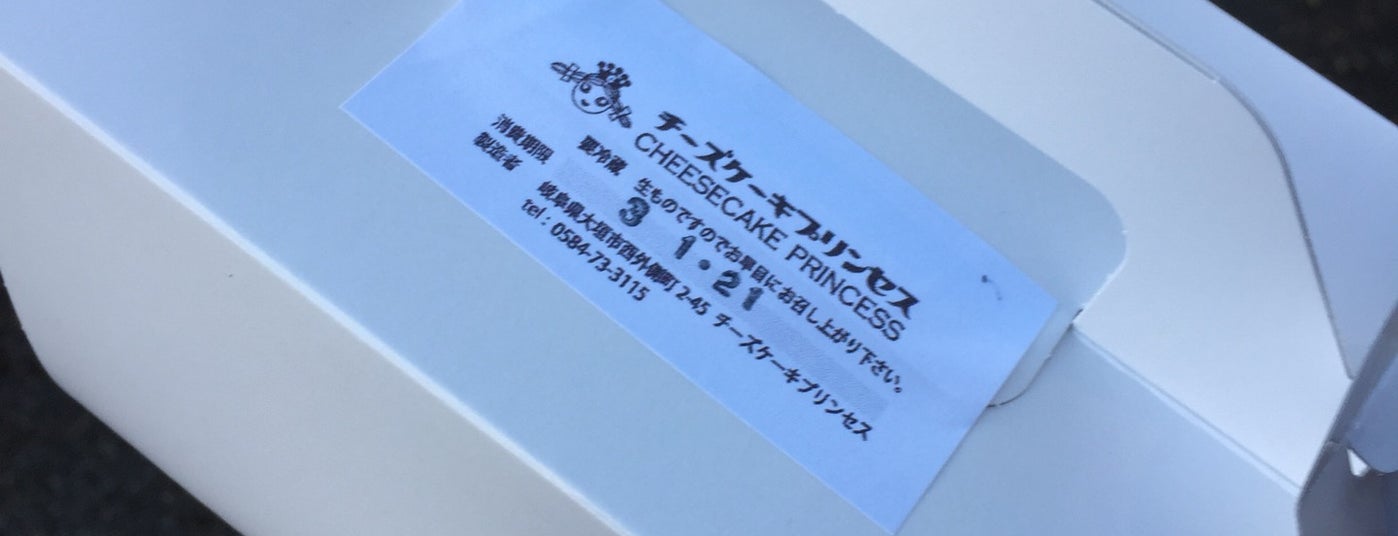 チーズケーキプリンセス
CHEESECAKE PRINCESS
要冷蔵 生ものですのでお早目にお召し上がり下さい。
消費期限 3 1・21
製造者 岐阜県大垣市西外側町2-45 チーズケーキプリンセス
tel : 0584-73-3115